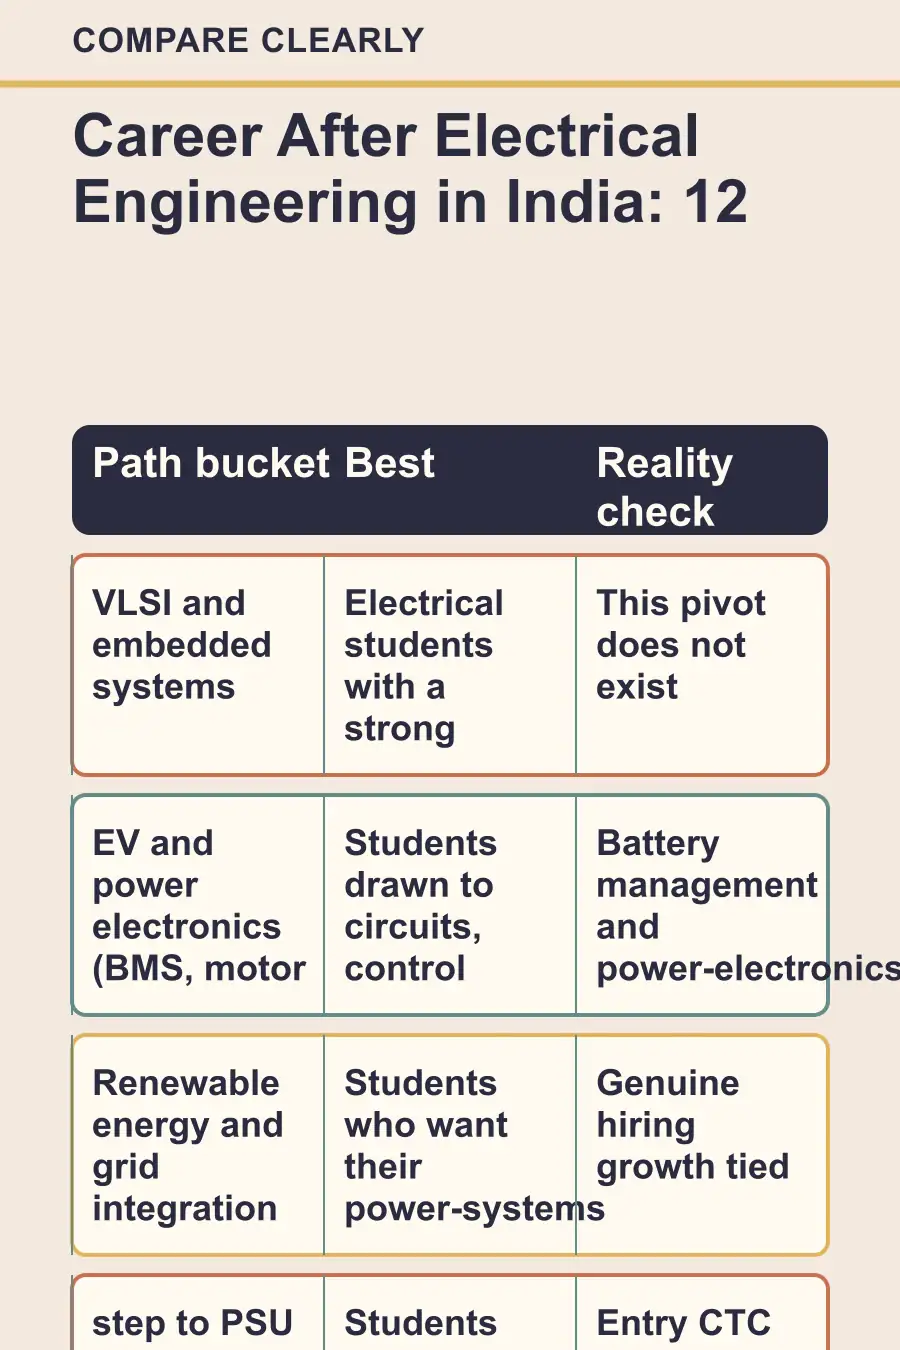 COMPARE CLEARLY
Career After Electrical
Engineering in India: 12
Path bucket
Best
Reality
check
VLSI and
embedded
systems
Electrical
students
with a
strong
This pivot
does not
exist
EV and
power
electronics
(BMS, motor
Students
drawn to
circuits,
control
Battery
management
and
power-electronics
Renewable
energy and
grid
integration
Students
who want
their
power-systems
Genuine
hiring
growth tied
step to PSU
Students
Entry CTC